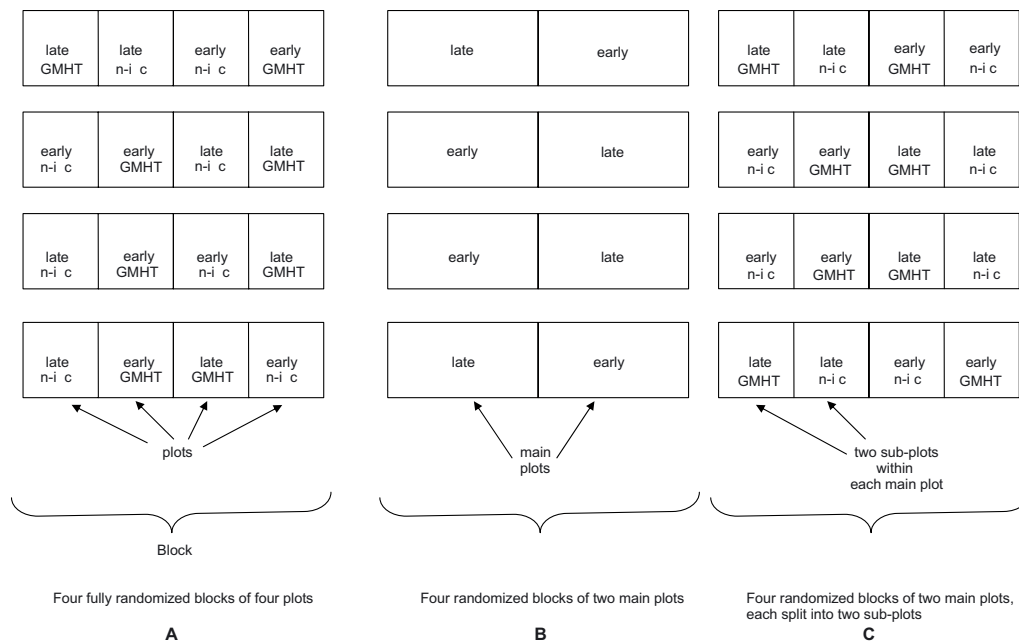 late late early early
GMHT n-i c n-i c GMHT
early early late late
n-i c GMHT n-i c GMHT
late early early late
n-i c GMHT n-i c GMHT
late early late early
n-i c GMHT GMHT n-i c
plots
Block
Four fully randomized blocks of four plots
A
late early
early late
early late
late early
main
plots
Four randomized blocks of two main plots
B
late late early early
GMHT n-i c GMHT n-i c
early early late late
n-i c GMHT GMHT n-i c
early early late late
n-i c GMHT GMHT n-i c
late late early early
GMHT n-i c n-i c GMHT
two sub-plots
within
each main plot
Four randomized blocks of two main plots,
each split into two sub-plots
C